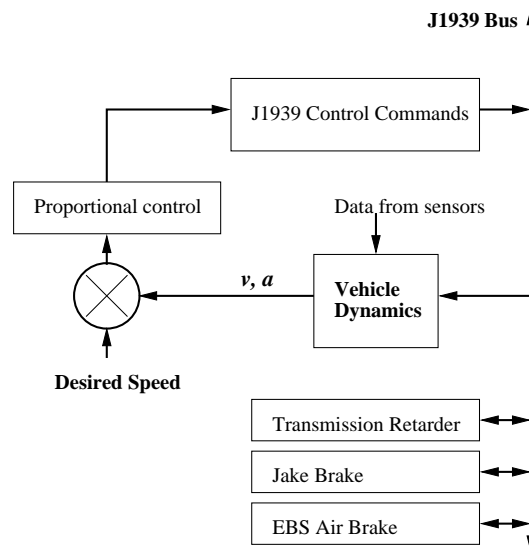 J1939 Bus
J1939 Control Commands
Proportional control
Data from sensors
v, a
Vehicle
Dynamics
Desired Speed
Transmission Retarder
Jake Brake
EBS Air Brake